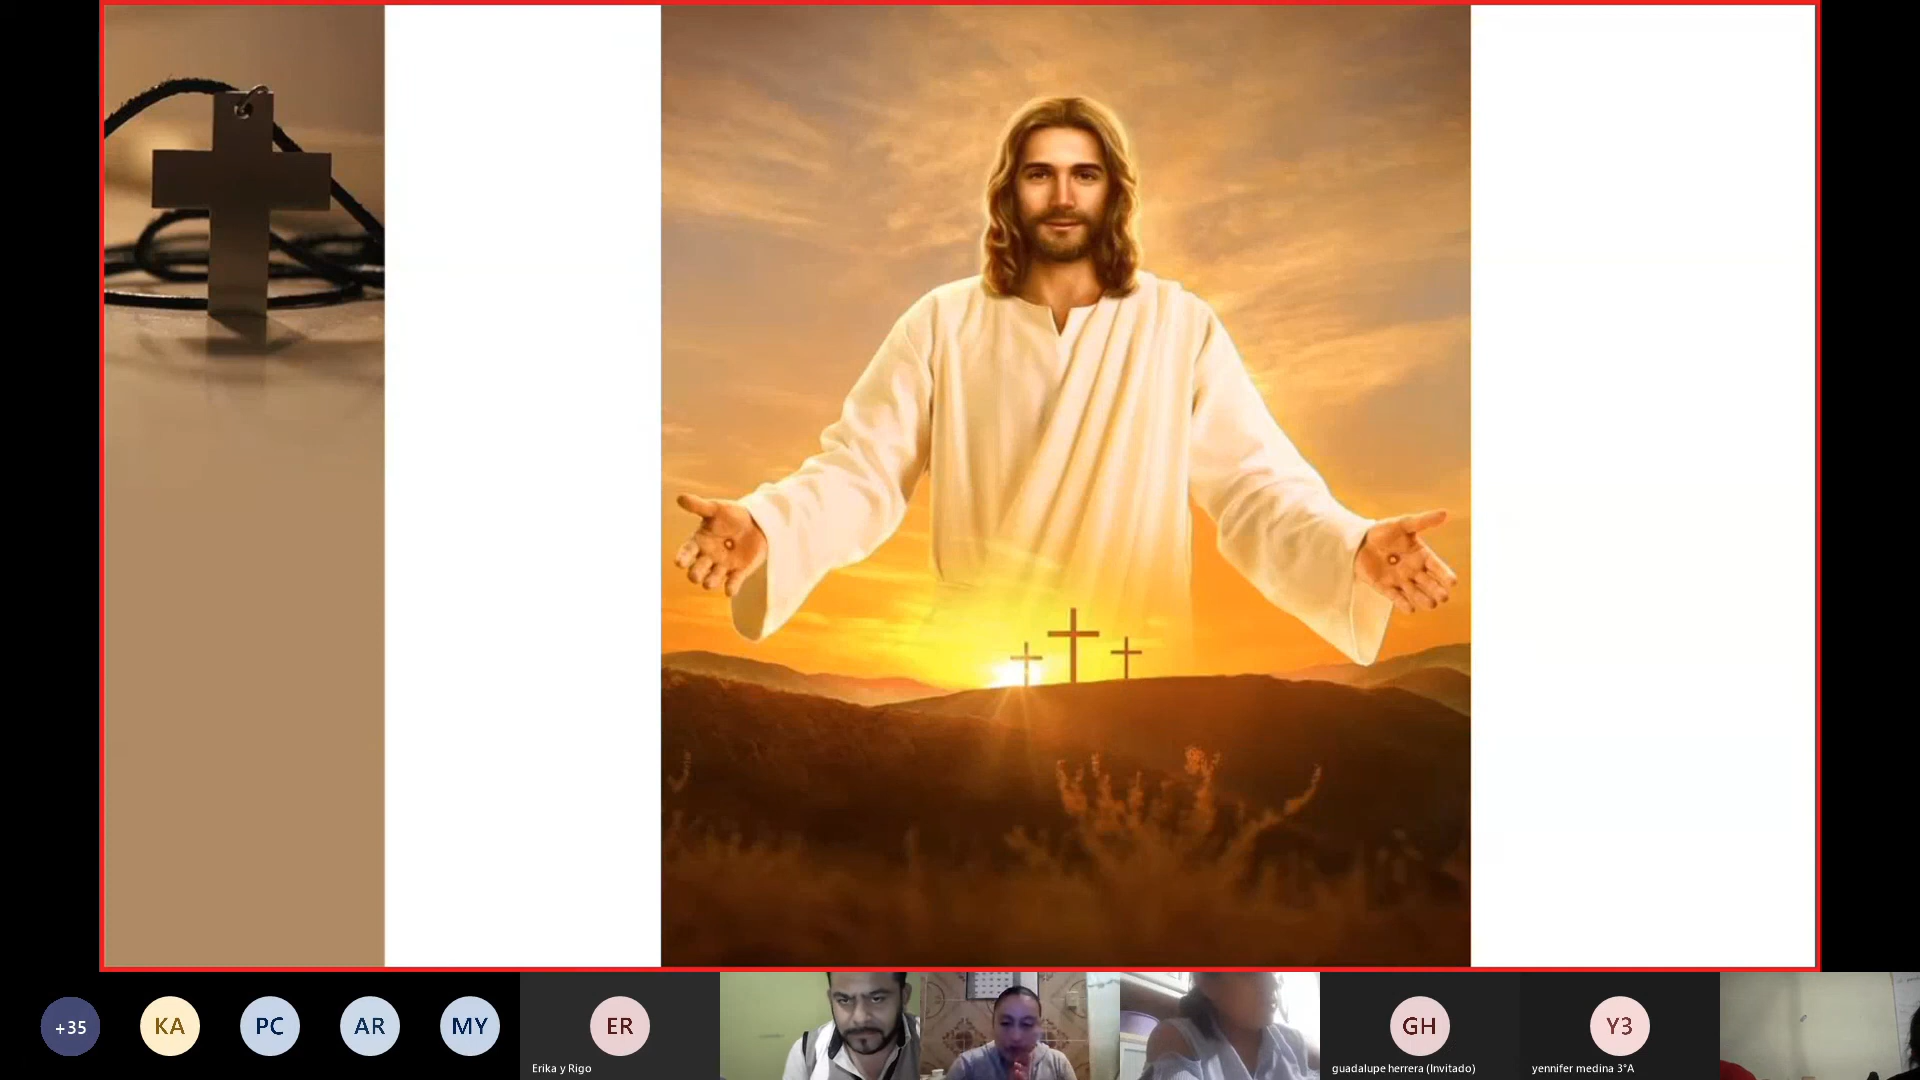 +35
KA
PC
AR
MY
ER
Erika y Rigo
GH
guadalupe herrera (Invitado)
Y3
yennifer medina 3°A